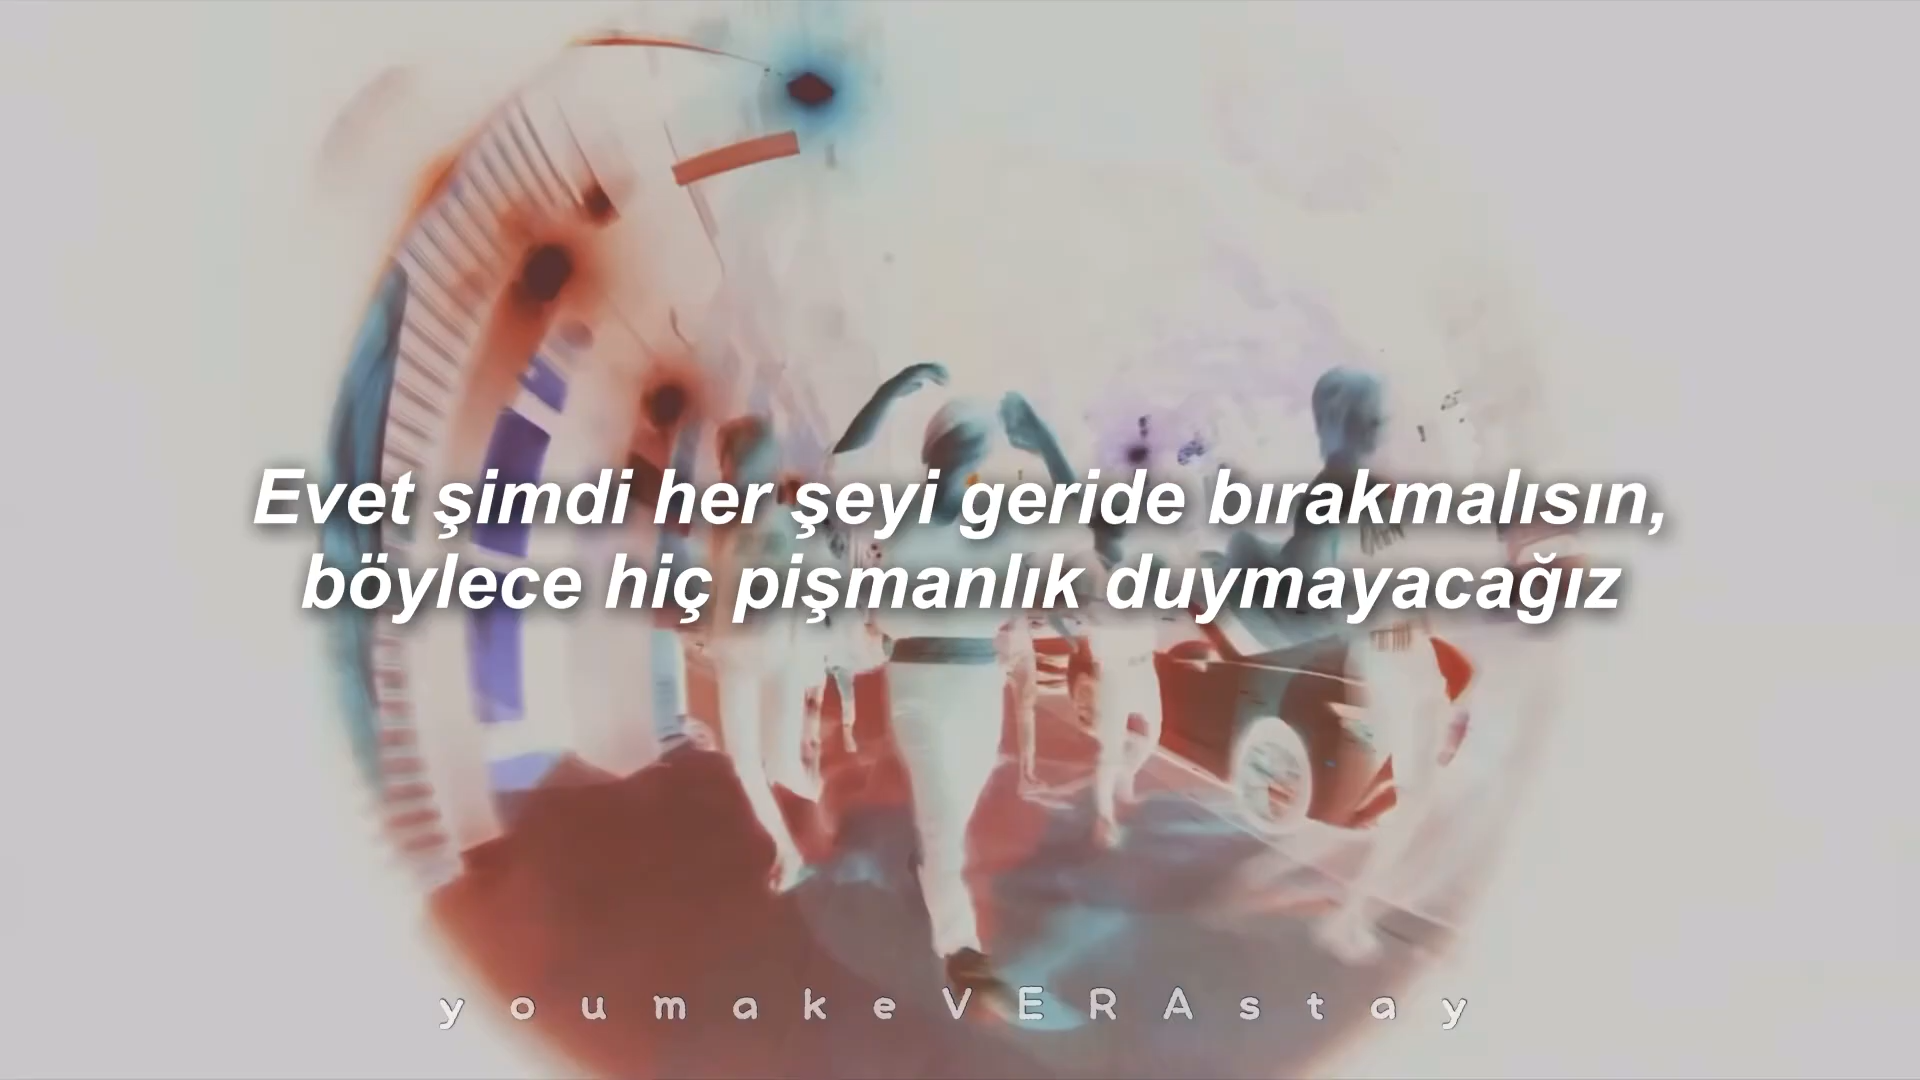 Evet şimdi her şeyi geride bırakmalısın,
böylece hiç pişmanlık duymayacağız
youmakeVERAstay